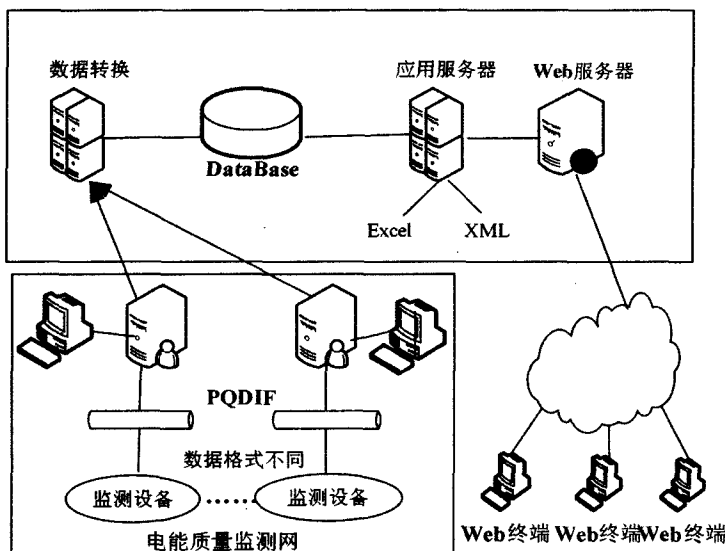 数据转换
应用服务器
Web服务器
DataBase
Excel
XML
PQDIF
数据格式不同
监测设备
监测设备
电能质量监测网
Web终端
Web终端
Web终端